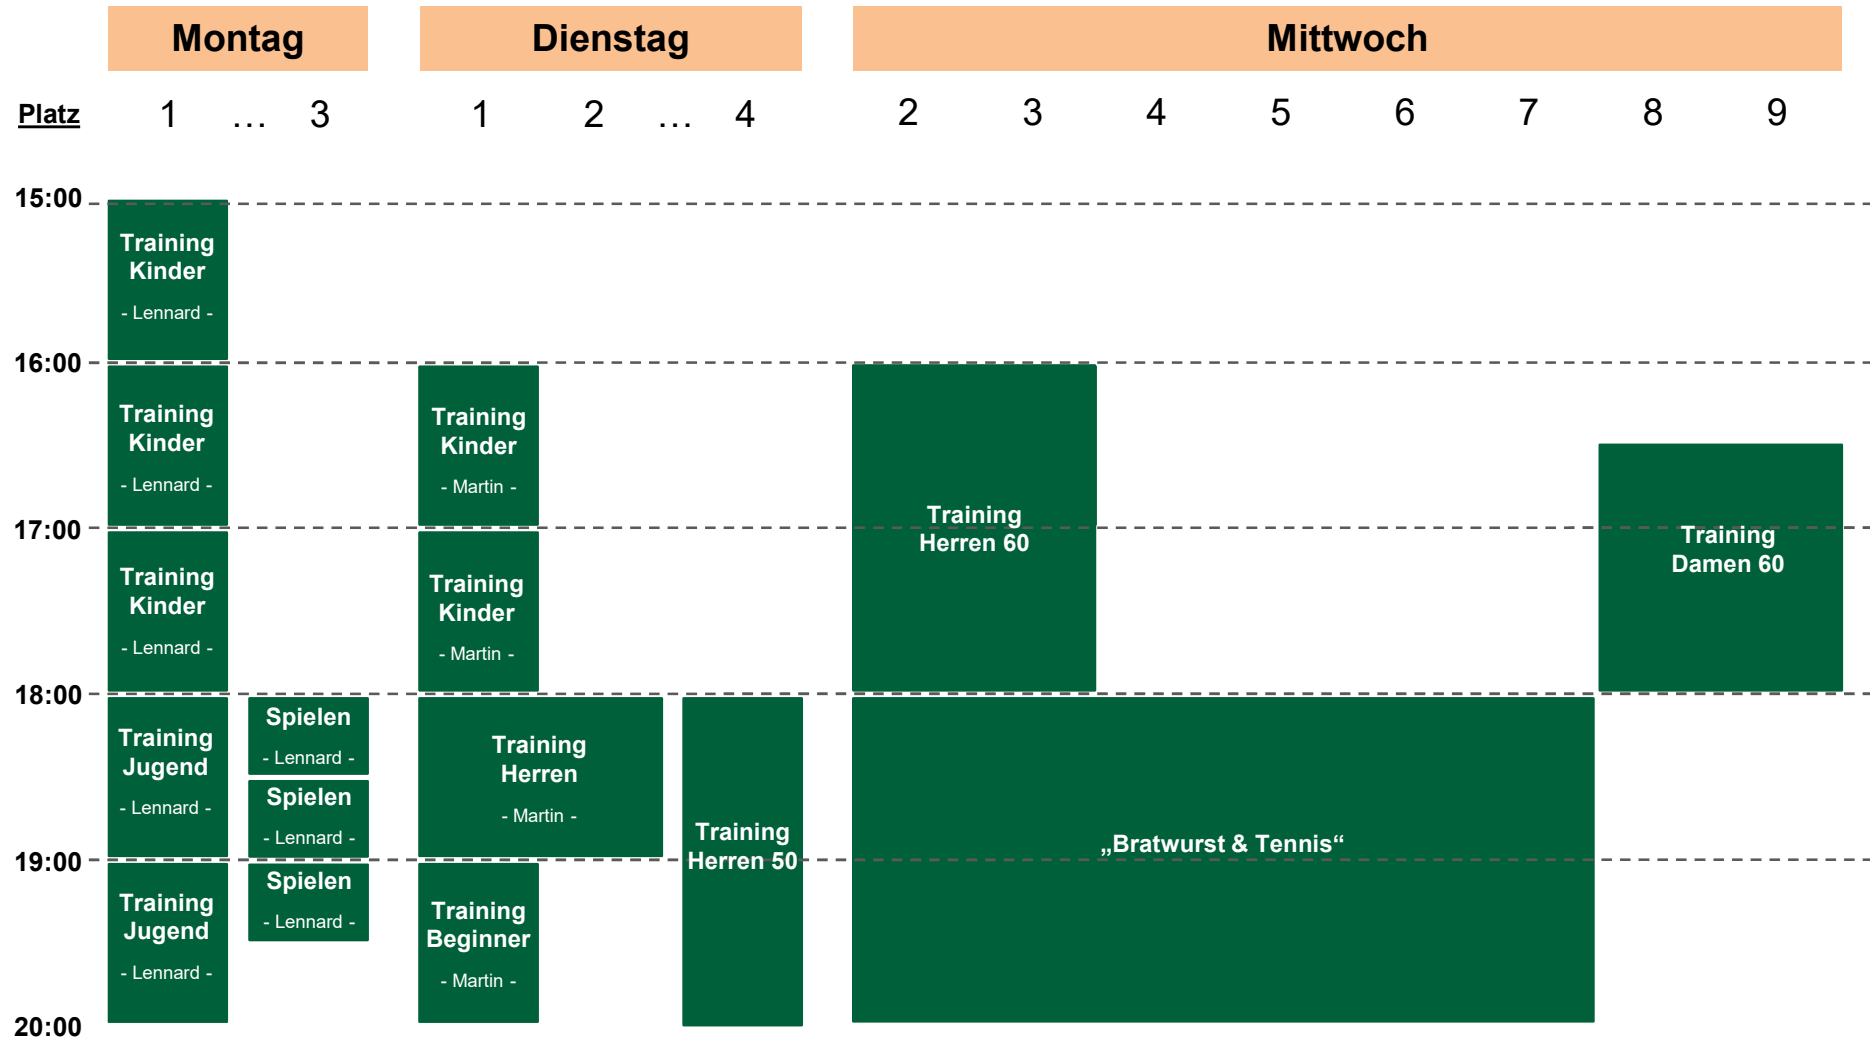 Montag
Dienstag
Mittwoch
Platz 1 … 3 1 2 … 4 2 3 4 5 6 7 8 9
15:00
Training
Kinder
- Lennard -
16:00
Training
Kinder
- Lennard -
Training
Kinder
- Martin -
Training
Herren 60
Training
Damen 60
17:00
Training
Kinder
- Lennard -
Training
Kinder
- Martin -
18:00
Training
Jugend
- Lennard -
Spielen
- Lennard -
Spielen
- Lennard -
Training
Herren
- Martin -
Training
Herren 50
„Bratwurst & Tennis“
19:00
Training
Jugend
- Lennard -
Spielen
- Lennard -
Training
Beginner
- Martin -
20:00